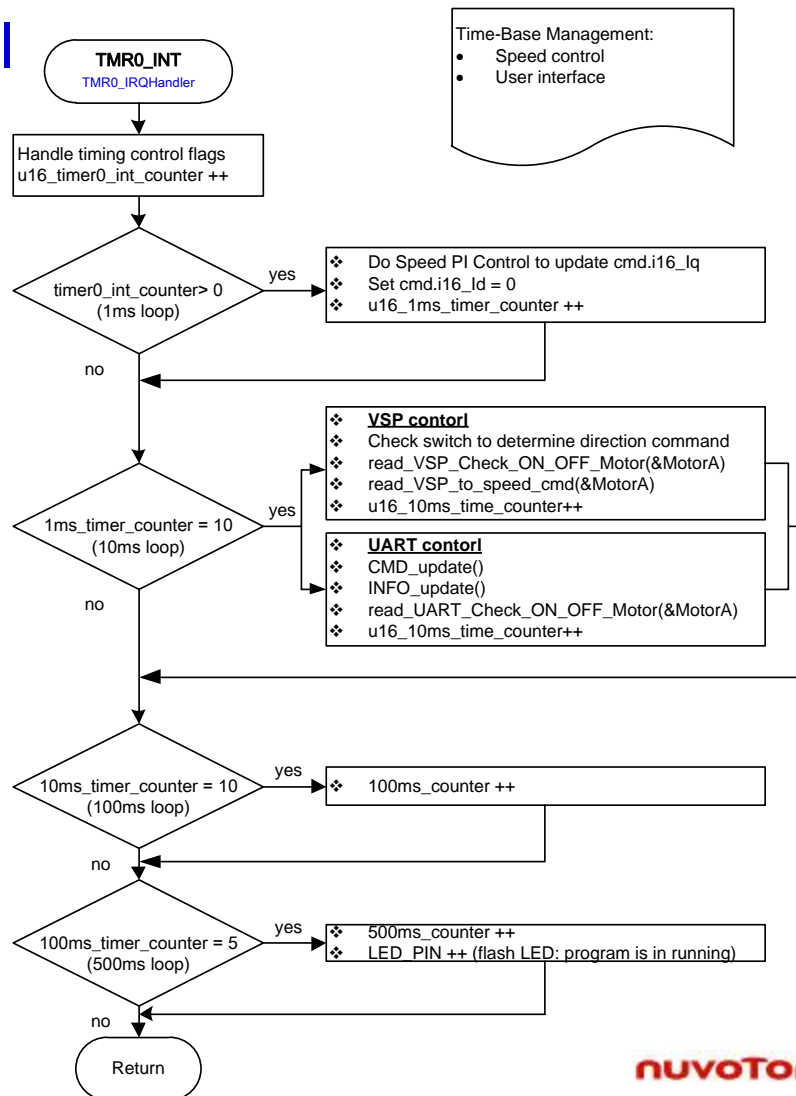 TMR0_INT
TMR0_IRQHandler
Time-Base Management:
• Speed control
• User interface
Handle timing control flags
u16_timer0_int_counter ++
timer0_int_counter> 0
(1ms loop)
yes
❖ Do Speed PI Control to update cmd.i16_Iq
❖ Set cmd.i16_Id = 0
❖ u16_1ms_timer_counter ++
no
1ms_timer_counter = 10
(10ms loop)
yes
❖ VSP contorl
❖ Check switch to determine direction command
❖ read_VSP_Check_ON_OFF_Motor(&MotorA)
❖ read_VSP_to_speed_cmd(&MotorA)
❖ u16_10ms_time_counter++
❖ UART contorl
❖ CMD_update()
❖ INFO_update()
❖ read_UART_Check_ON_OFF_Motor(&MotorA)
❖ u16_10ms_time_counter++
no
10ms_timer_counter = 10
(100ms loop)
yes
❖ 100ms_counter ++
no
100ms_timer_counter = 5
(500ms loop)
yes
❖ 500ms_counter ++
❖ LED_PIN ++ (flash LED: program is in running)
no
Return
nuvoTo